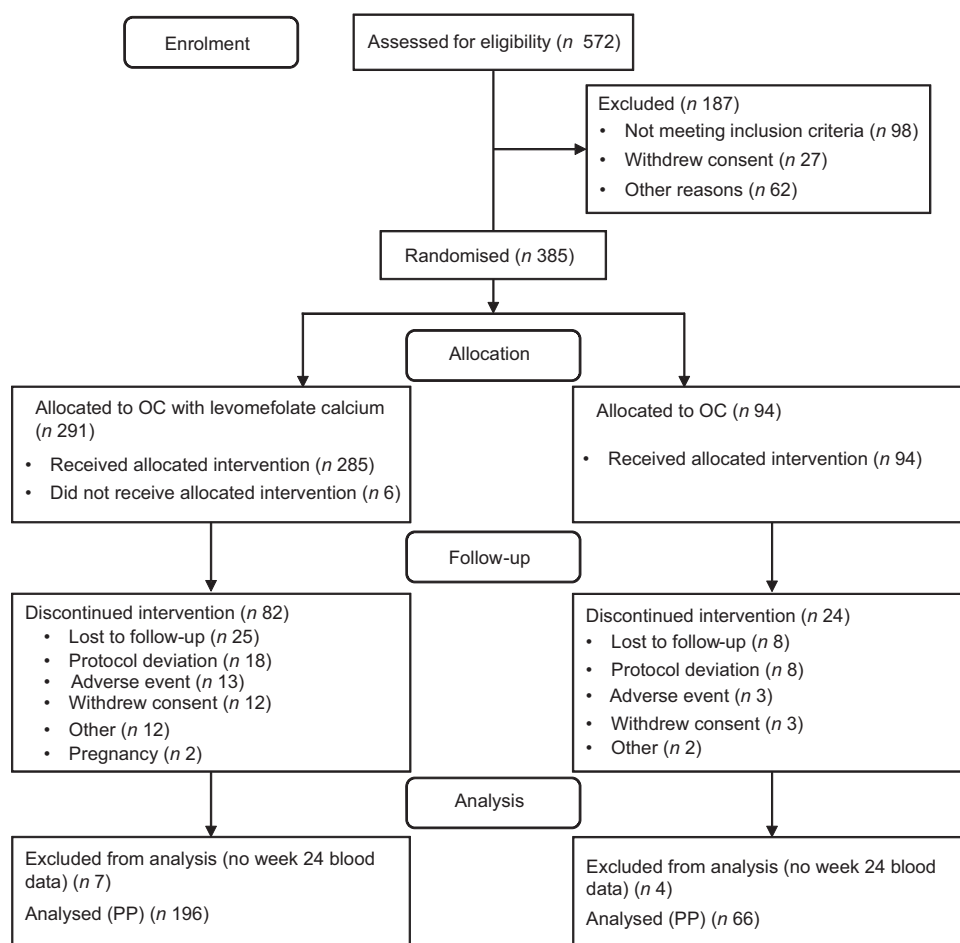 Enrolment
Assessed for eligibility (n 572)
Excluded (n 187)
• Not meeting inclusion criteria (n 98)
• Withdrew consent (n 27)
• Other reasons (n 62)
Randomised (n 385)
Allocation
Allocated to OC with levomefolate calcium
(n 291)
• Received allocated intervention (n 285)
• Did not receive allocated intervention (n 6)
Allocated to OC (n 94)
• Received allocated intervention (n 94)
Follow-up
Discontinued intervention (n 82)
• Lost to follow-up (n 25)
• Protocol deviation (n 18)
• Adverse event (n 13)
• Withdrew consent (n 12)
• Other (n 12)
• Pregnancy (n 2)
Discontinued intervention (n 24)
• Lost to follow-up (n 8)
• Protocol deviation (n 8)
• Adverse event (n 3)
• Withdrew consent (n 3)
• Other (n 2)
Analysis
Excluded from analysis (no week 24 blood
data) (n 7)
Analysed (PP) (n 196)
Excluded from analysis (no week 24 blood
data) (n 4)
Analysed (PP) (n 66)